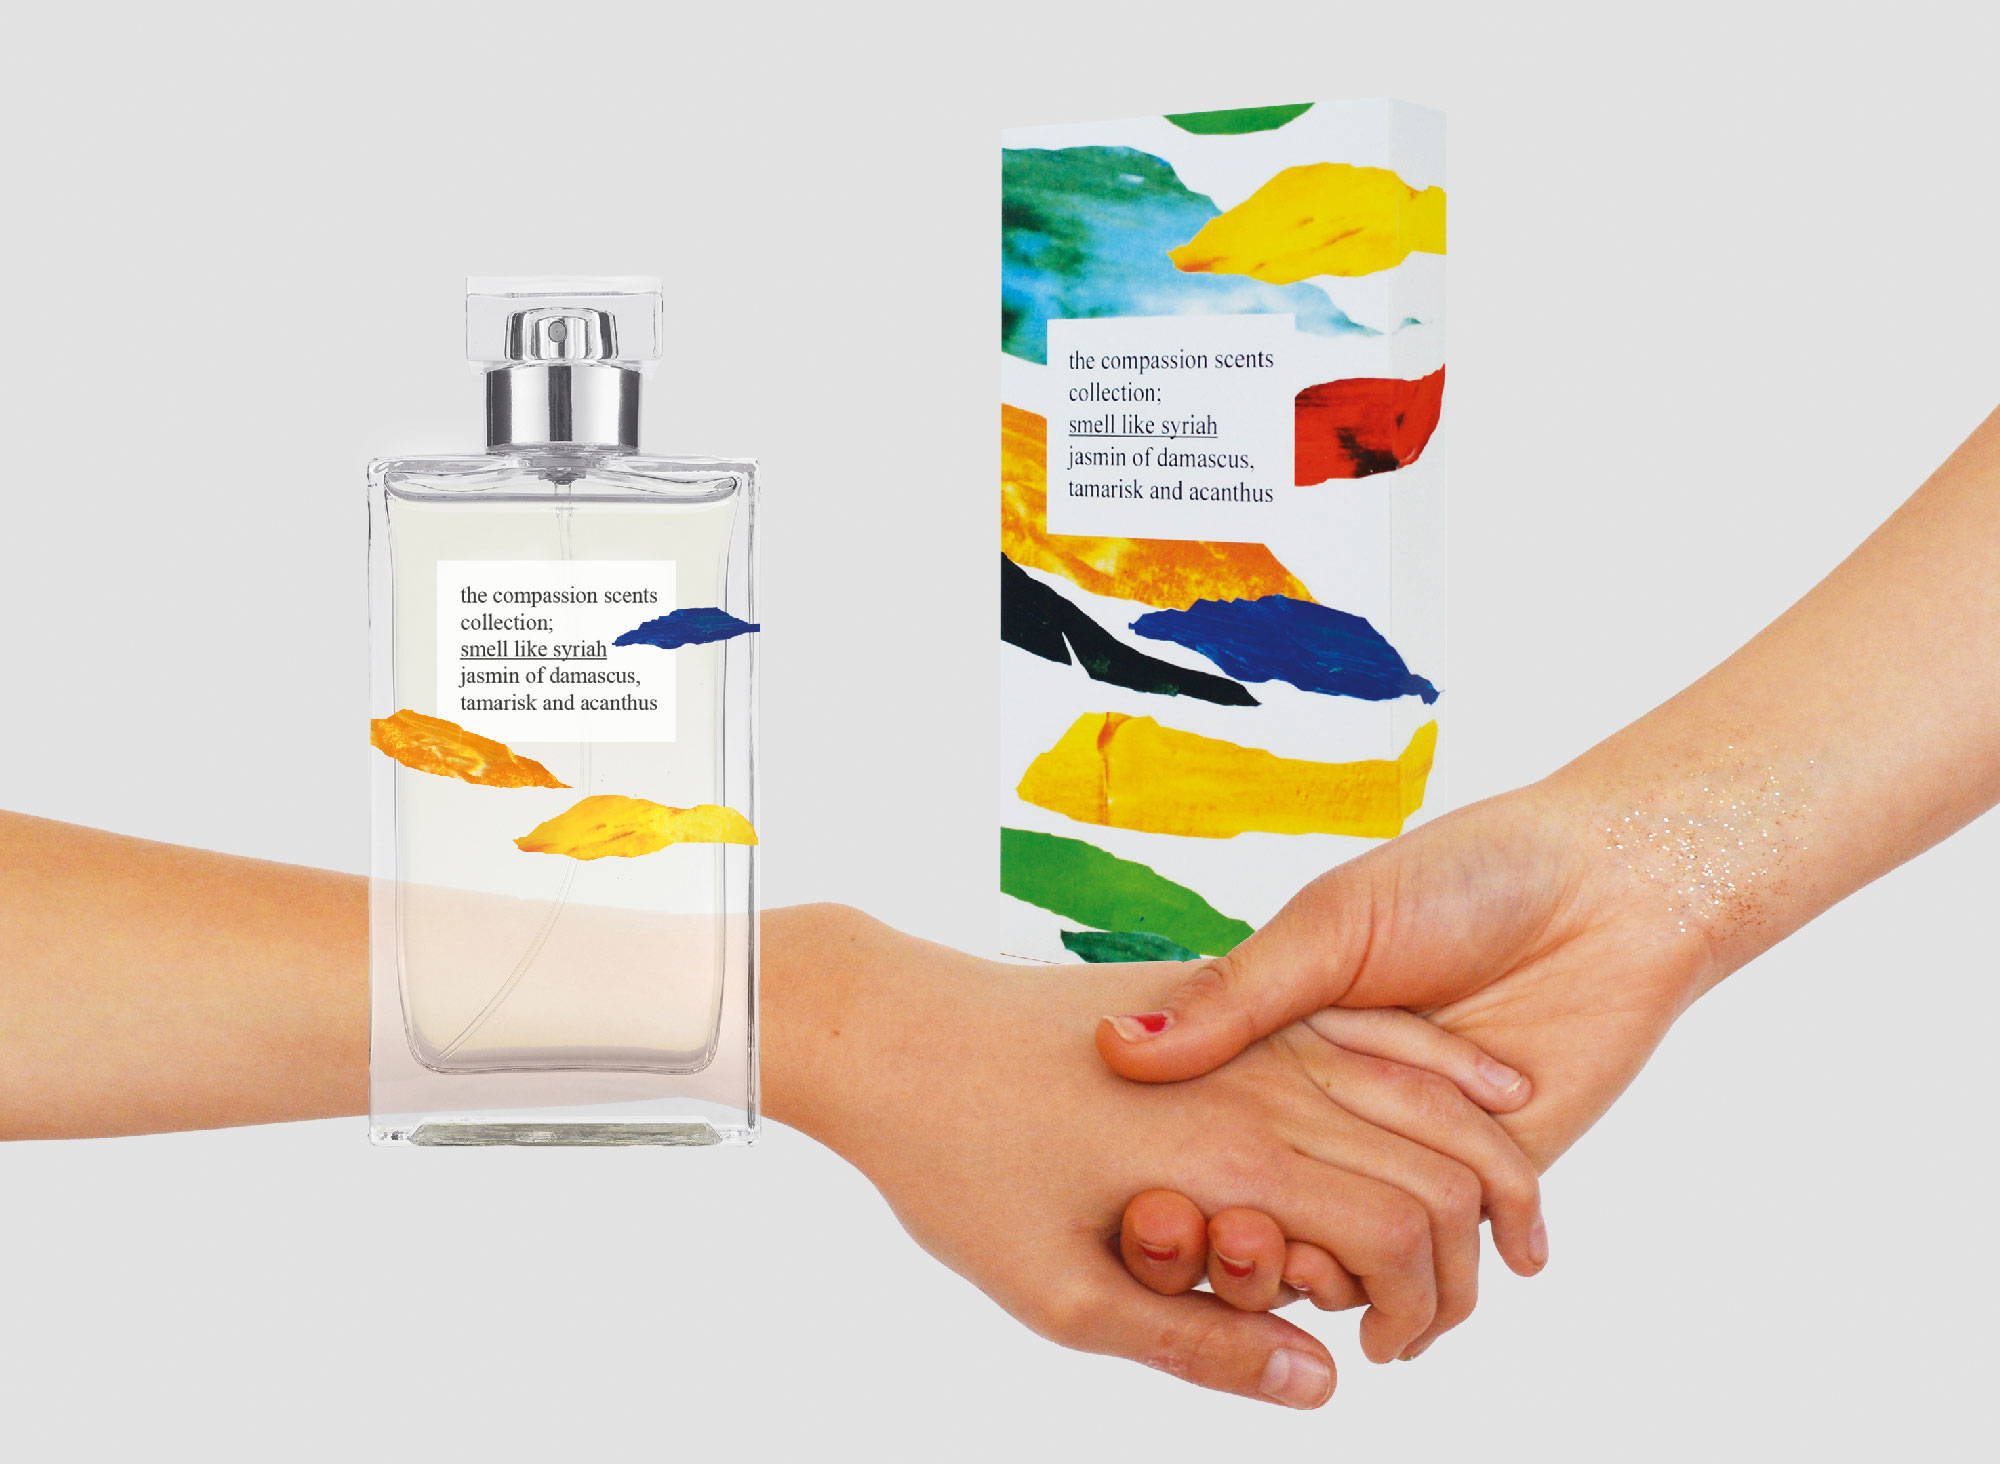 the compassion scents
collection;
smell like syriah
jasmin of damascus,
tamarisk and acanthus
the compassion scents
collection;
smell like syriah
jasmin of damascus,
tamarisk and acanthus